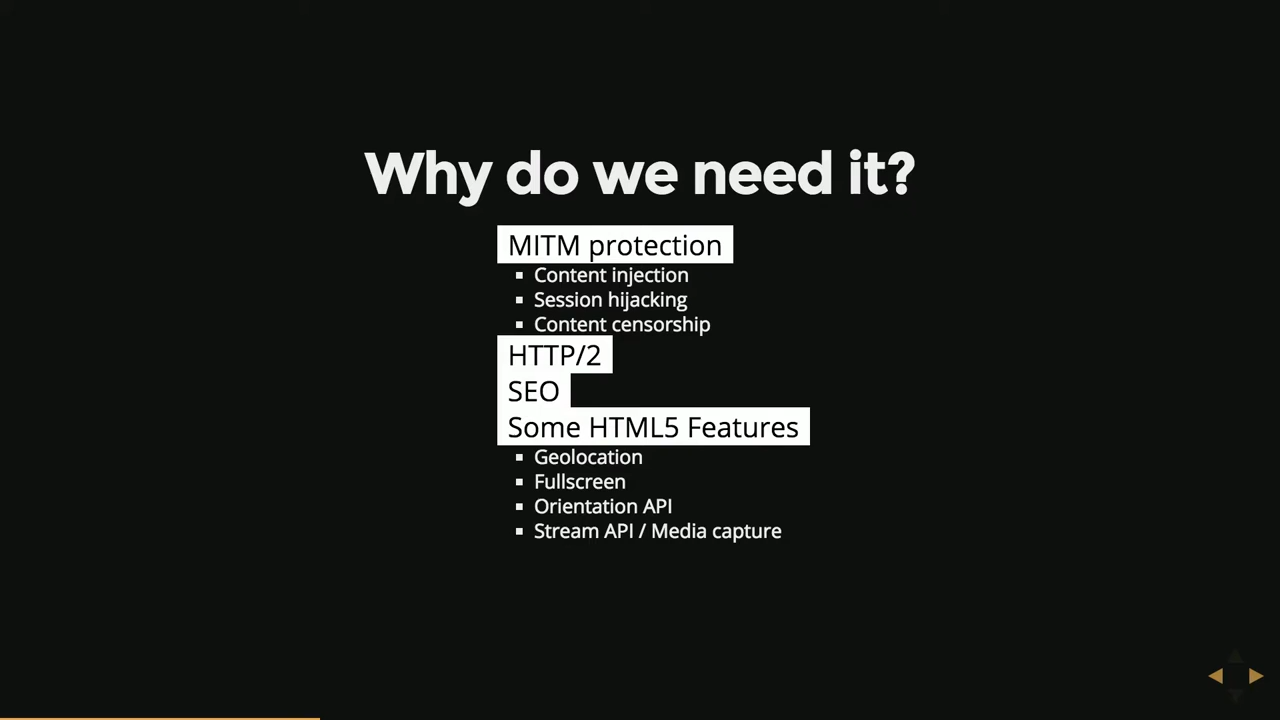 Why do we need it?
MITM protection
Content injection
Session hijacking
Content censorship
HTTP/2
SEO
Some HTML5 Features
Geolocation
Fullscreen
Orientation API
Stream API / Media capture